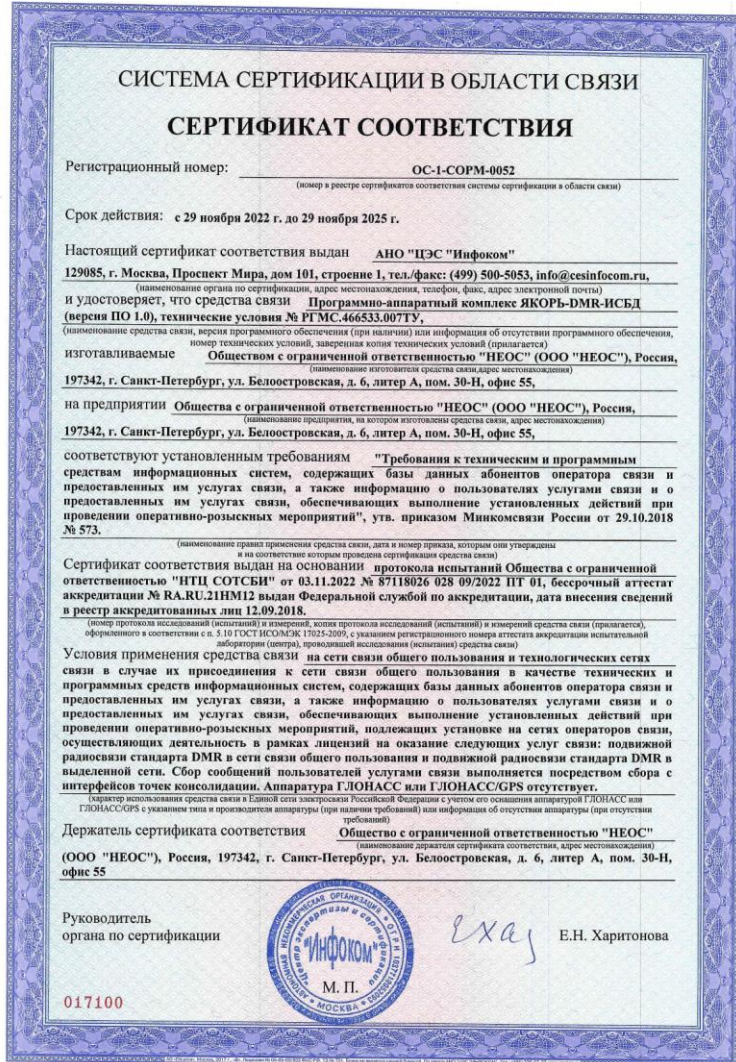 СИСТЕМА СЕРТИФИКАЦИИ В ОБЛАСТИ СВЯЗИ
СЕРТИФИКАТ СООТВЕТСТВИЯ
Регистрационный номер: ОС-1-СОРМ-0052
(номер в реестре сертификатов соответствия системы сертификации в области связи)
Срок действия: с 29 ноября 2022 г. до 29 ноября 2025 г.
Настоящий сертификат соответствия выдан АНО "ЦЭС "Инфоком"
129085, г. Москва, Проспект Мира, дом 101, строение 1, тел./факс: (499) 500-5053, info@cesinfocom.ru,
(наименование органа по сертификации, адрес местонахождения, телефон, факс, адрес электронной почты)
и удостоверяет, что средства связи Программно-аппаратный комплекс ЯКОРЬ-DMR-ИСБД
(версия ПО 1.0), технические условия № РГМС.466533.007ТУ,
(наименование средства связи, версия программного обеспечения (при наличии) или информация об отсутствии программного обеспечения,
номер технических условий, заверенная копия технических условий (прилагается)
изготавливаемые Обществом с ограниченной ответственностью "НЕОС" (ООО "НЕОС"), Россия,
(наименование изготовителя средства связи,адрес местонахождения)
197342, г. Санкт-Петербург, ул. Белоостровская, д. 6, литер А, пом. 30-Н, офис 55,
на предприятии Общества с ограниченной ответственностью "НЕОС" (ООО "НЕОС"), Россия,
(наименование предприятия, на котором изготовлены средства связи, адрес местонахождения)
197342, г. Санкт-Петербург, ул. Белоостровская, д. 6, литер А, пом. 30-Н, офис 55,
соответствуют установленным требованиям "Требования к техническим и программным
средствам информационных систем, содержащих базы данных абонентов оператора связи и
предоставленных им услугах связи, а также информацию о пользователях услугами связи и о
предоставленных им услугах связи, обеспечивающих выполнение установленных действий при
проведении оперативно-розыскных мероприятий", утв. приказом Минкомсвязи России от 29.10.2018
№ 573.
(наименование правил применения средства связи, дата и номер приказа, которым они утверждены
и на соответствие которым проведена сертификация средства связи)
Сертификат соответствия выдан на основании протокола испытаний Общества с ограниченной
ответственностью "НТЦ СОТСБИ" от 03.11.2022 № 87118026 028 09/2022 ПТ 01, бессрочный аттестат
аккредитации № RA.RU.21НМ12 выдан Федеральной службой по аккредитации, дата внесения сведений
в реестр аккредитованных лиц 12.09.2018.
(номер протокола исследований (испытаний) и измерений, копия протокола исследований (испытаний) и измерений средства связи (прилагается),
оформленного в соответствии с п. 5.10 ГОСТ ИСО/МЭК 17025-2009, с указанием регистрационного номера аттестата аккредитации испытательной
лаборатории (центра), проводившей исследования (испытания) средства связи)
Условия применения средства связи на сети связи общего пользования и технологических сетях
связи в случае их присоединения к сети связи общего пользования в качестве технических и
программных средств информационных систем, содержащих базы данных абонентов оператора связи и
предоставленных им услугах связи, а также информацию о пользователях услугами связи и о
предоставленных им услугах связи, обеспечивающих выполнение установленных действий при
проведении оперативно-розыскных мероприятий, подлежащих установке на сетях операторов связи,
осуществляющих деятельность в рамках лицензий на оказание следующих услуг связи: подвижной
радиосвязи стандарта DMR в сети связи общего пользования и подвижной радиосвязи стандарта DMR в
выделенной сети. Сбор сообщений пользователей услугами связи выполняется посредством сбора с
интерфейсов точек консолидации. Аппаратура ГЛОНАСС или ГЛОНАСС/GPS отсутствует.
(характер использования средства связи в Единой сети электросвязи Российской Федерации с учетом его оснащения аппаратурой ГЛОНАСС или
ГЛОНАСС/GPS с указанием типа и производителя аппаратуры (при наличии требований) или информация об отсутствии аппаратуры (при отсутствии
требований)
Держатель сертификата соответствия Общество с ограниченной ответственностью "НЕОС"
(наименование держателя сертификата соответствия, адрес местонахождения)
(ООО "НЕОС"), Россия, 197342, г. Санкт-Петербург, ул. Белоостровская, д. 6, литер А, пом. 30-Н,
офис 55
Руководитель
органа по сертификации
Е.Н. Харитонова
АВТОНОМНАЯ НЕКОММЕРЧЕСКАЯ ОРГАНИЗАЦИЯ
Центр экспертизы и сертификации
"Инфоком"
М. П.
МОСКВА
017100